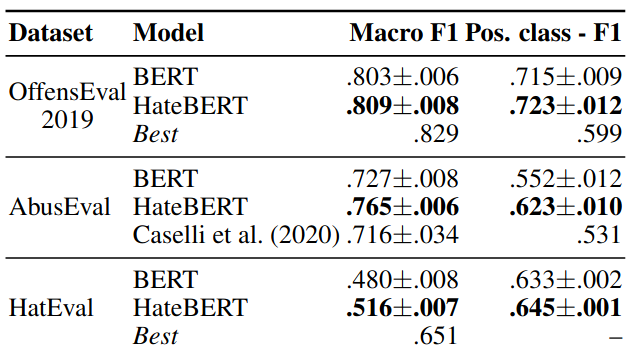 Dataset Model Macro F1 Pos. class - F1
OffensEval 2019 BERT .803±.006 .715±.009
HateBERT .809±.008 .723±.012
Best .829 .599
AbusEval BERT .727±.008 .552±.012
HateBERT .765±.006 .623±.010
Caselli et al. (2020) .716±.034 .531
HatEval BERT .480±.008 .633±.002
HateBERT .516±.007 .645±.001
Best .651 –